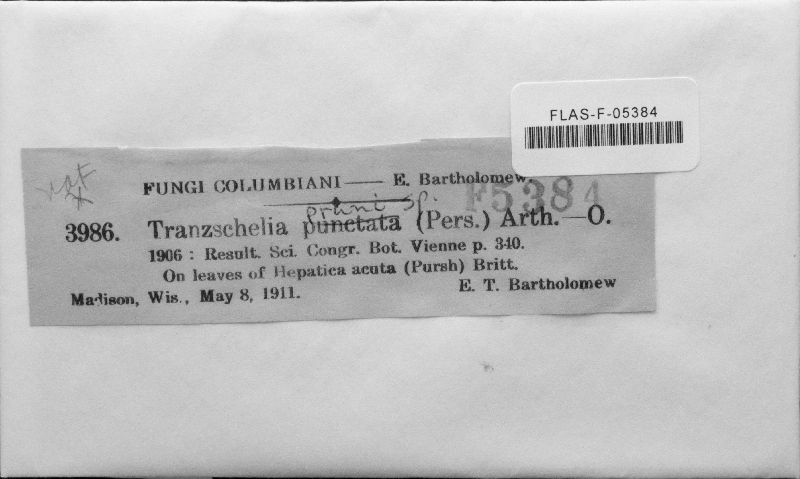 FLAS-F-05384
FUNGI COLUMBIANI — E. Bartholomew.
F5384
pruni sp.
3986. Tranzschelia punctata (Pers.) Arth.—O.
1906 : Result. Sci. Congr. Bot. Vienne p. 340.
On leaves of Hepatica acuta (Pursh) Britt.
Madison, Wis., May 8, 1911. E. T. Bartholomew